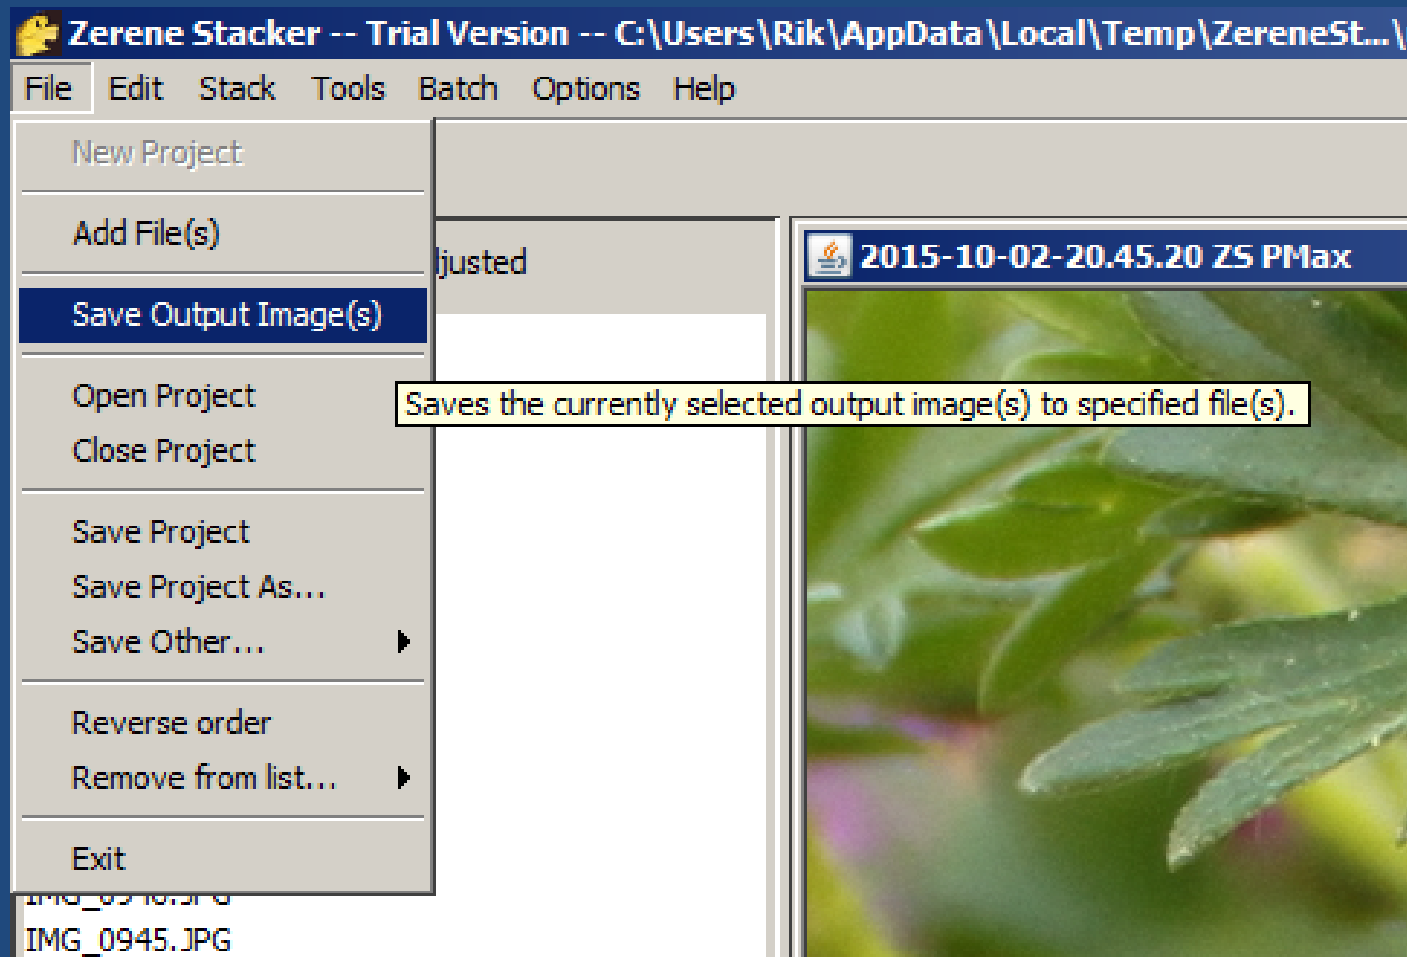 Zerene Stacker -- Trial Version -- C:\Users\Rik\AppData\Local\Temp\ZereneSt...\
File Edit Stack Tools Batch Options Help
New Project
Add File(s)
Save Output Image(s)
Open Project
Close Project
Save Project
Save Project As...
Save Other...
Reverse order
Remove from list...
Exit
justed
2015-10-02-20.45.20 ZS PMax
Saves the currently selected output image(s) to specified file(s).
IMG_0945.JPG